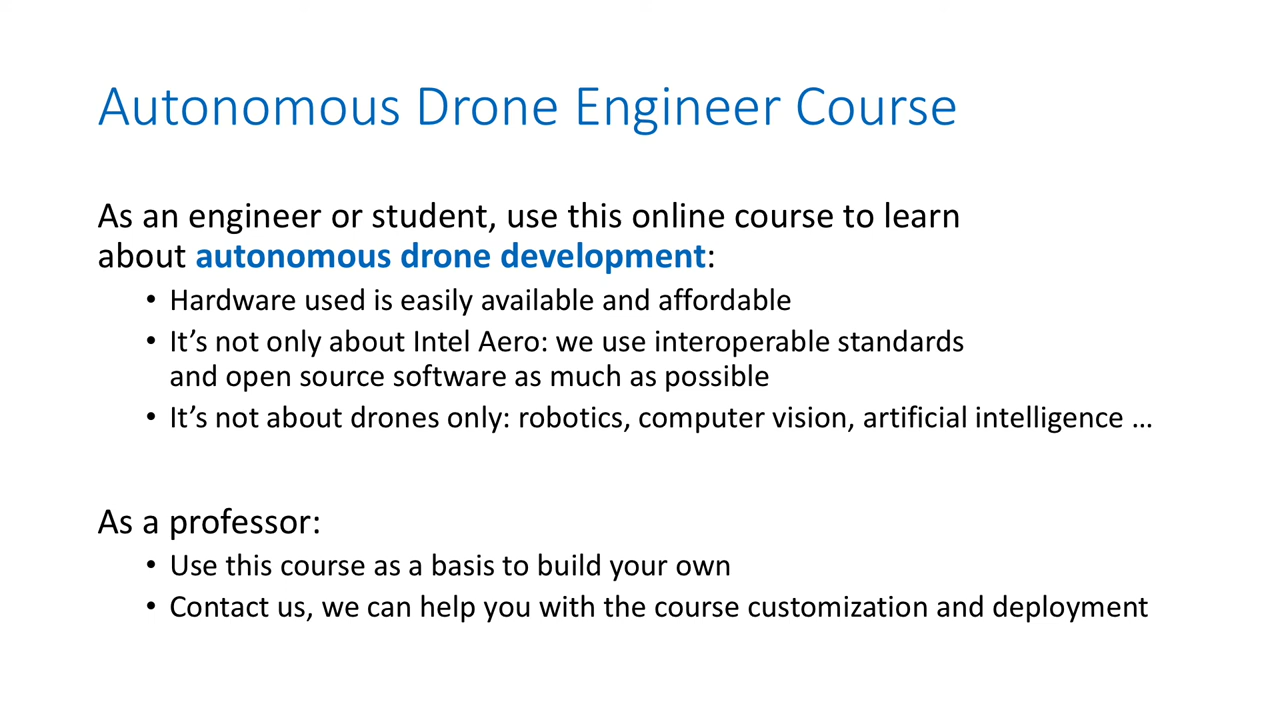 Autonomous Drone Engineer Course
As an engineer or student, use this online course to learn
about autonomous drone development:
• Hardware used is easily available and affordable
• It’s not only about Intel Aero: we use interoperable standards
and open source software as much as possible
• It’s not about drones only: robotics, computer vision, artificial intelligence …
As a professor:
• Use this course as a basis to build your own
• Contact us, we can help you with the course customization and deployment